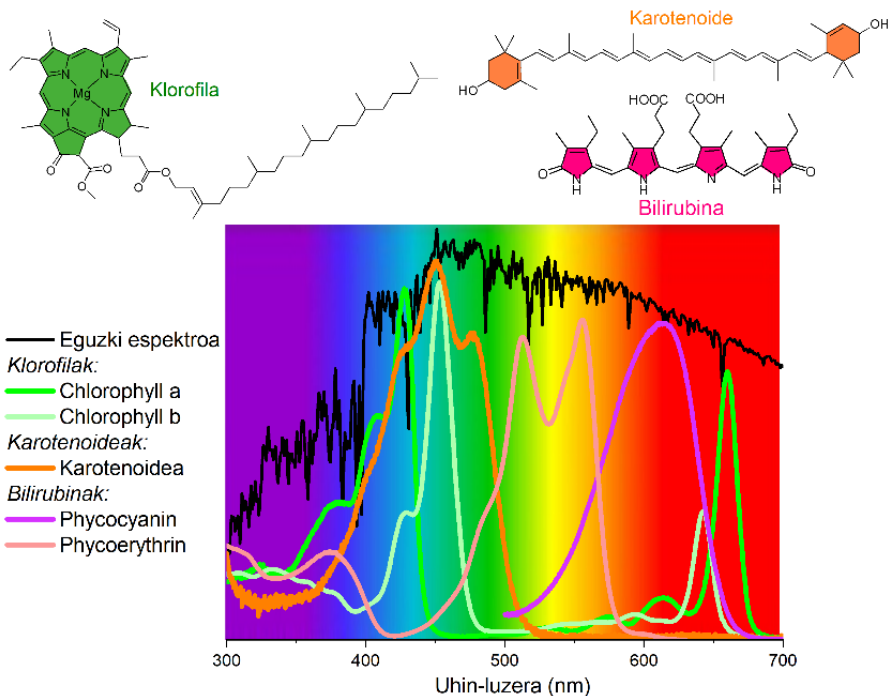 Karotenoide
OH
HO
Klorofila
N
N
Mg
N
N
O
O
O
O
O
HOOC
COOH
O
N
H
N
H
N
N
H
O
Bilirubina
Eguzki espektroa
Klorofilak:
Chlorophyll a
Chlorophyll b
Karotenoideak:
Karotenoidea
Bilirubinak:
Phycocyanin
Phycoerythrin
300
400
500
600
700
Uhin-luzera (nm)